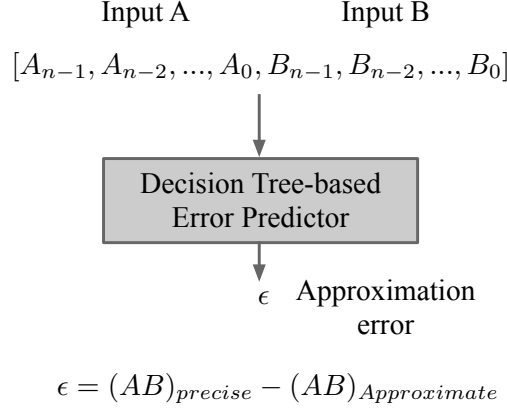 Input A Input B
[A_{n-1}, A_{n-2}, ..., A_0, B_{n-1}, B_{n-2}, ..., B_0]
Decision Tree-based
Error Predictor
ϵ Approximation
error
ϵ = (AB)_{precise} − (AB)_{Approximate}